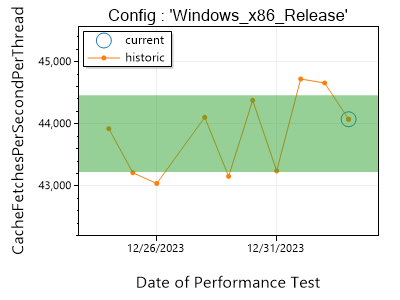 Config : 'Windows_x86_Release'
CacheFetchesPerSecondPerThread
current
historic
45,000
44,000
43,000
12/26/2023
12/31/2023
Date of Performance Test